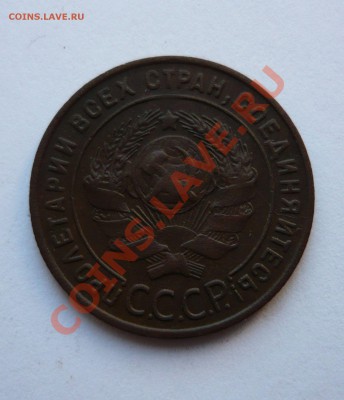 COINS.LAVE.RU
ПРОЛЕТАРИИ ВСЕХ СТРАН, СОЕДИНЯЙТЕСЬ!
С.С.С.Р.
COINS.LAVE.RU